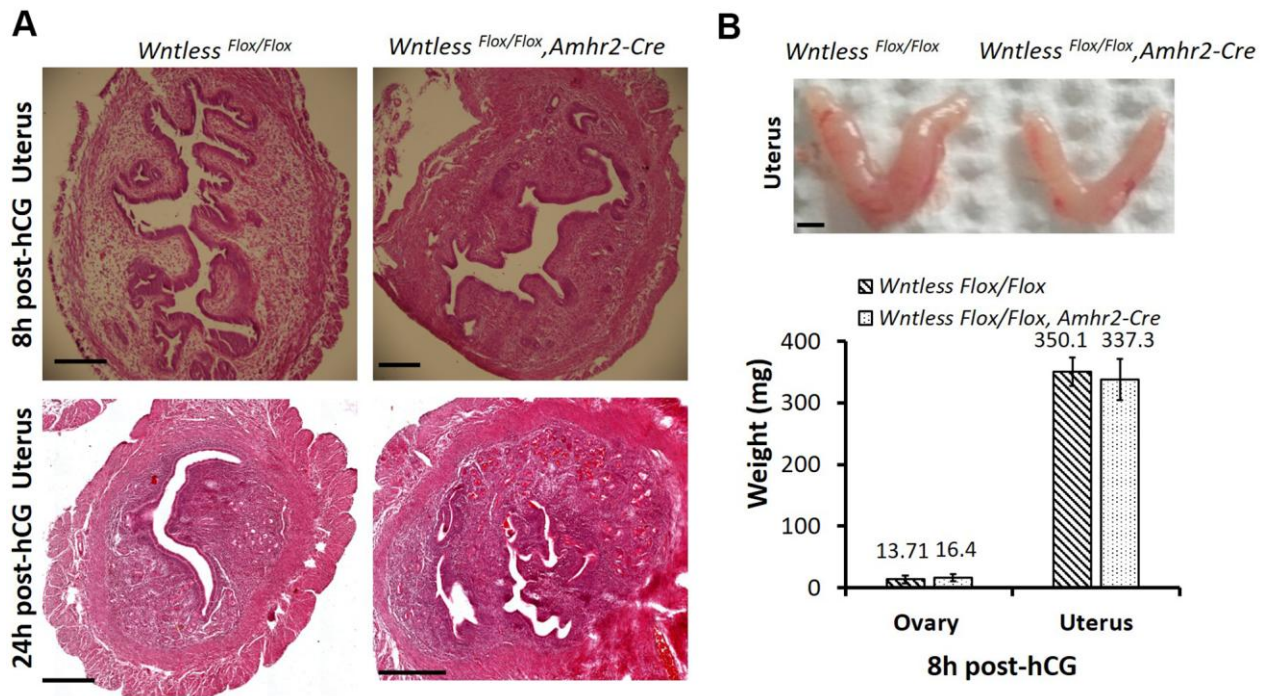 A
Wntless Flox/Flox
Wntless Flox/Flox,Amhr2-Cre
8h post-hCG Uterus
24h post-hCG Uterus
B
Wntless Flox/Flox
Wntless Flox/Flox,Amhr2-Cre
Uterus
Wntless Flox/Flox
Wntless Flox/Flox, Amhr2-Cre
Weight (mg)
400
300
200
100
0
13.71
16.4
350.1
337.3
Ovary
Uterus
8h post-hCG